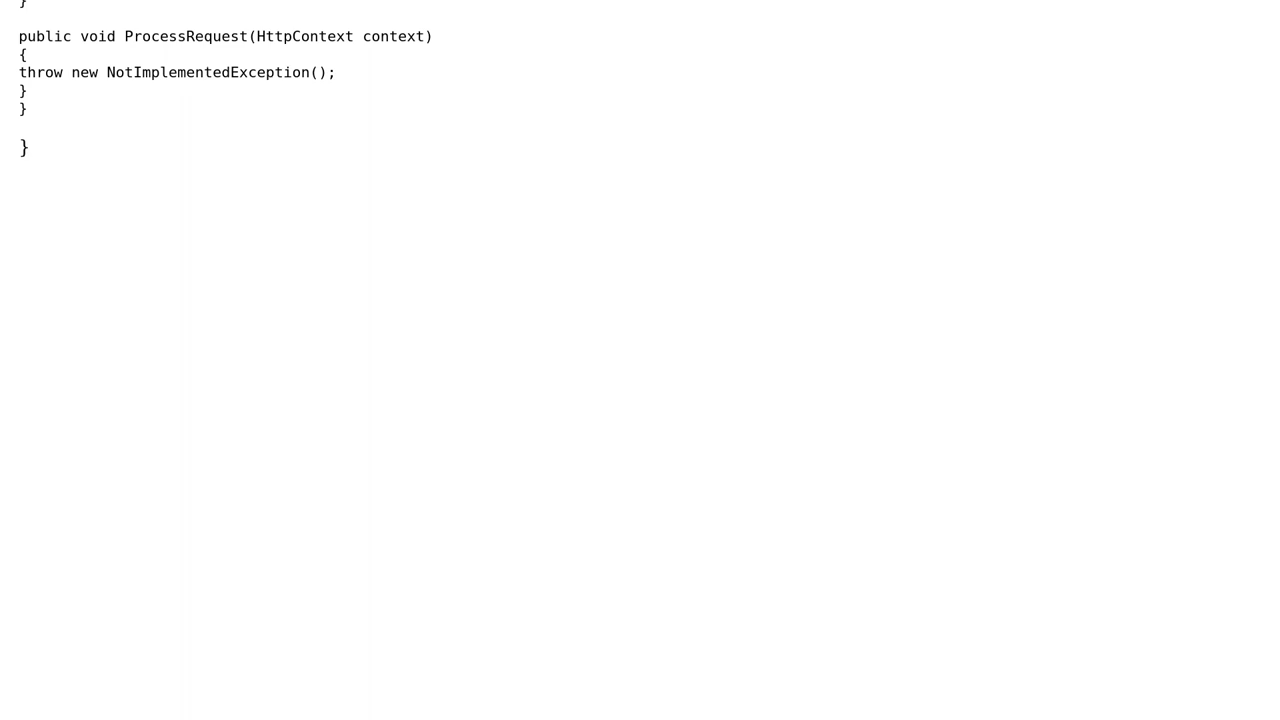 }
public void ProcessRequest(HttpContext context)
{
throw new NotImplementedException();
}
}
}